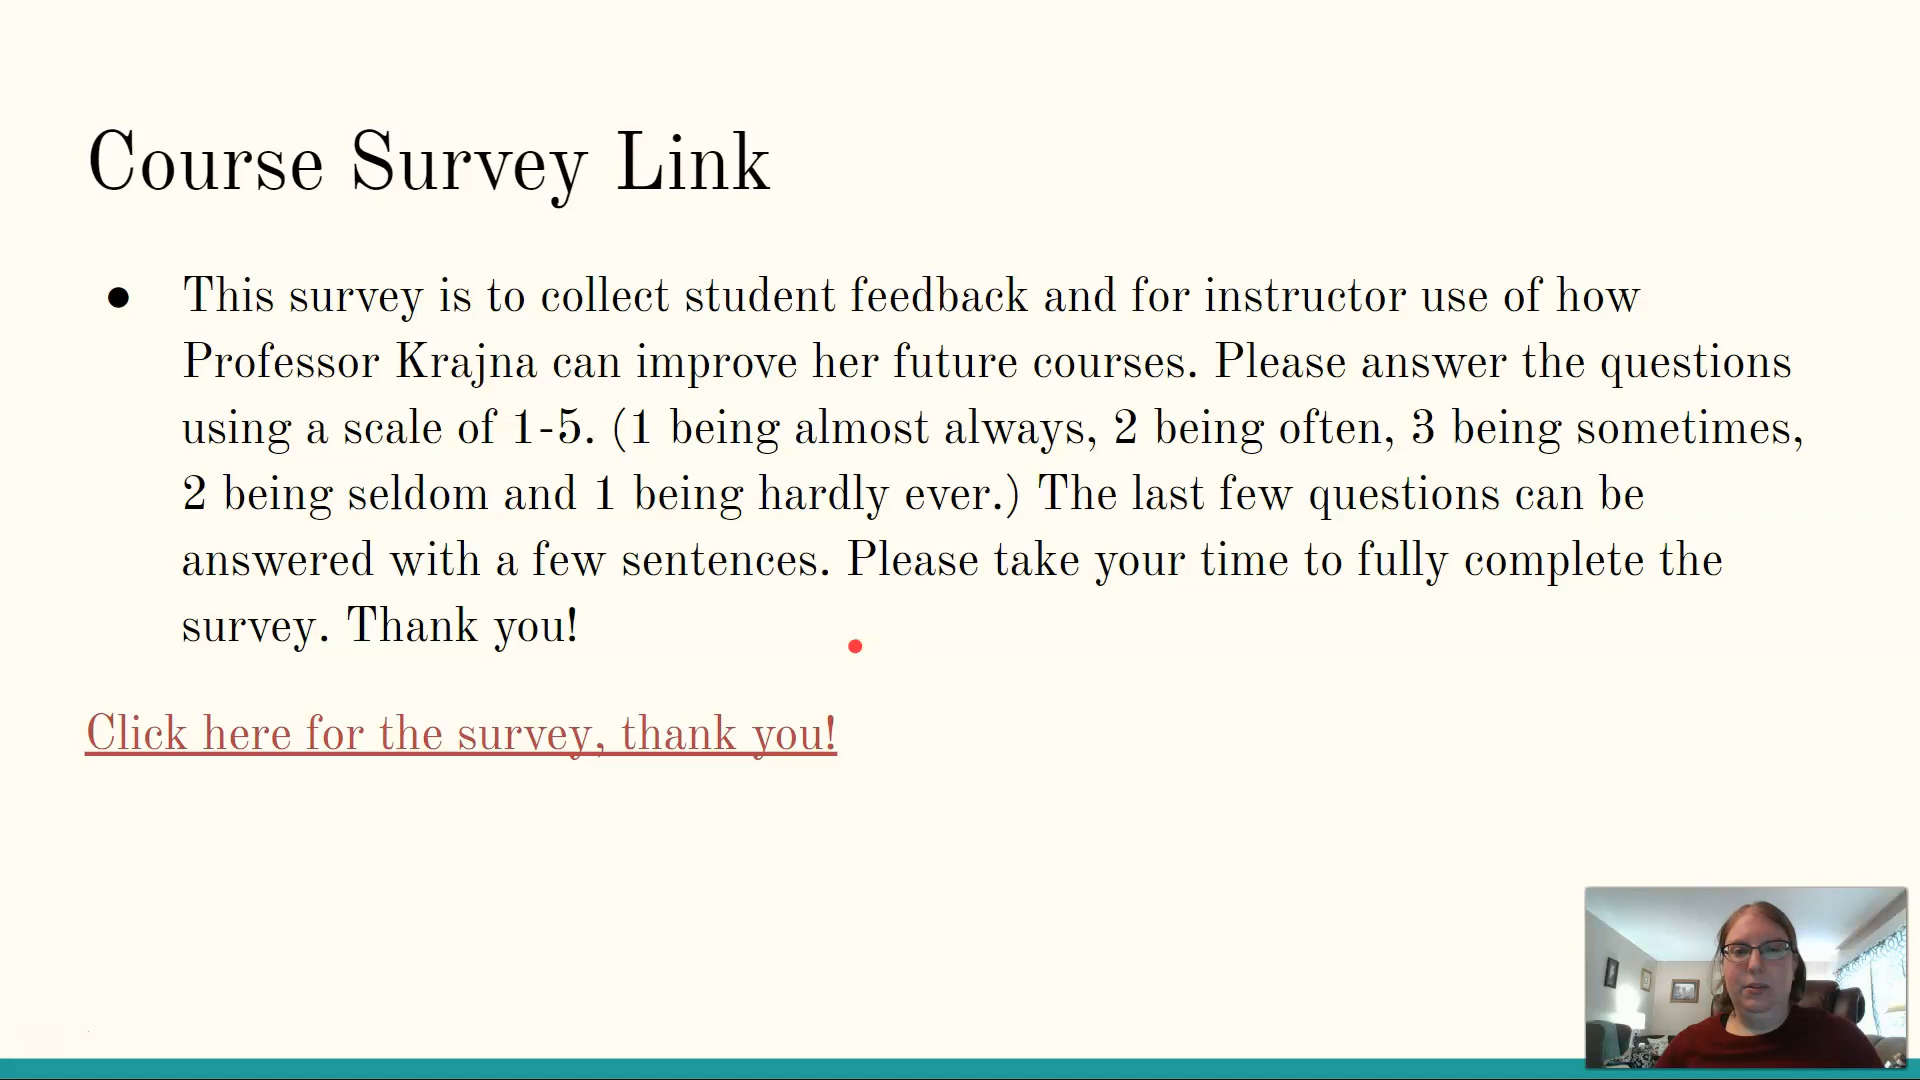 Course Survey Link
● This survey is to collect student feedback and for instructor use of how
Professor Krajna can improve her future courses. Please answer the questions
using a scale of 1-5. (1 being almost always, 2 being often, 3 being sometimes,
2 being seldom and 1 being hardly ever.) The last few questions can be
answered with a few sentences. Please take your time to fully complete the
survey. Thank you!
Click here for the survey, thank you!